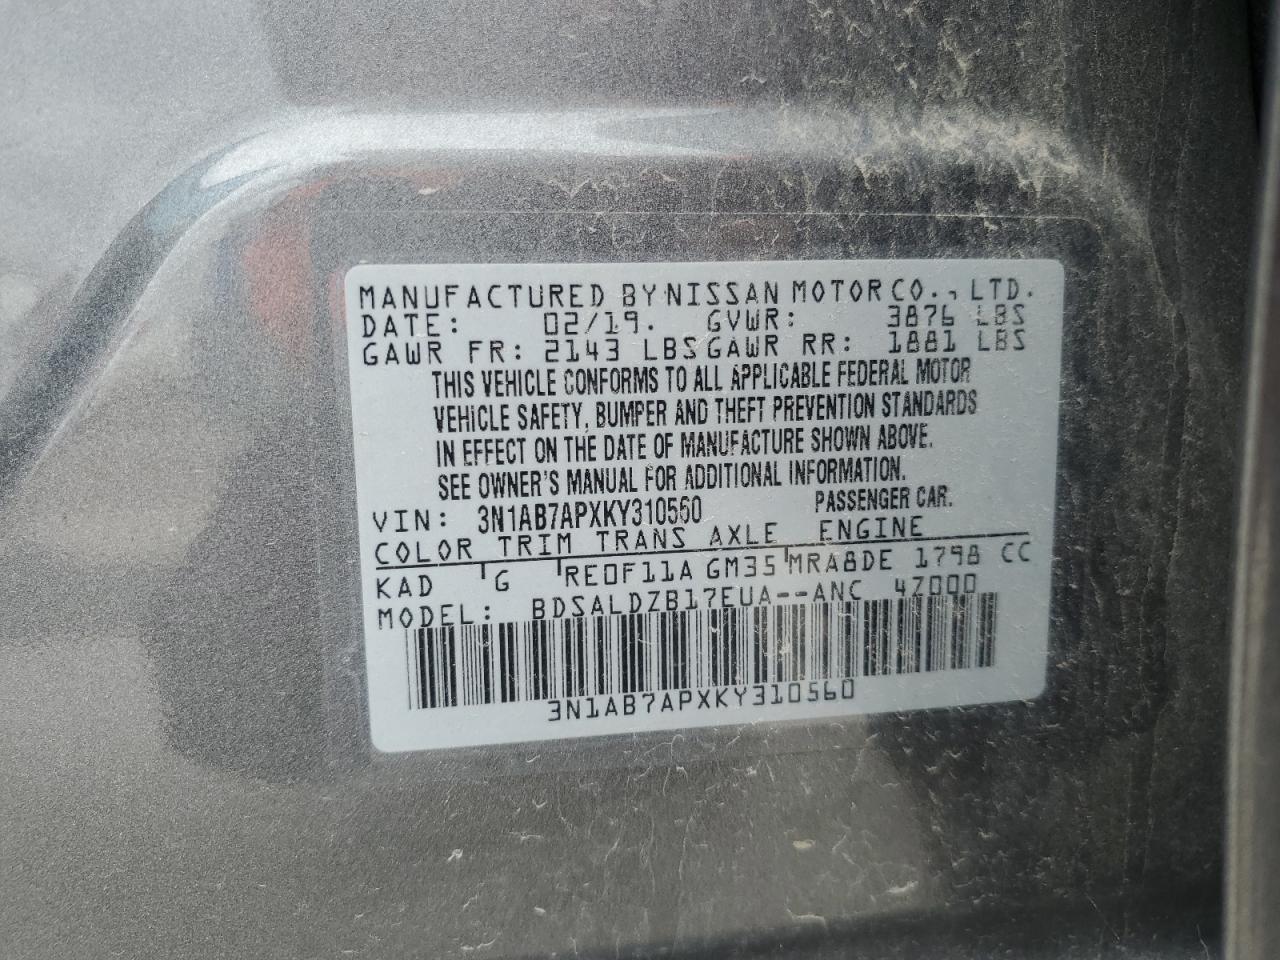 MANUFACTURED BY NISSAN MOTOR CO., LTD.
DATE: 02/19. GVWR: 3876 LBS
GAWR FR: 2143 LBS GAWR RR: 1881 LBS
THIS VEHICLE CONFORMS TO ALL APPLICABLE FEDERAL MOTOR
VEHICLE SAFETY, BUMPER AND THEFT PREVENTION STANDARDS
IN EFFECT ON THE DATE OF MANUFACTURE SHOWN ABOVE.
SEE OWNER'S MANUAL FOR ADDITIONAL INFORMATION.
VIN: 3N1AB7APXKY310560 PASSENGER CAR.
COLOR TRIM TRANS AXLE ENGINE
KAD G RE0F11A GM35 MRA8DE 1798 CC
MODEL: BDSALDZB17EUA--ANC 4Z000
3N1AB7APXKY310560